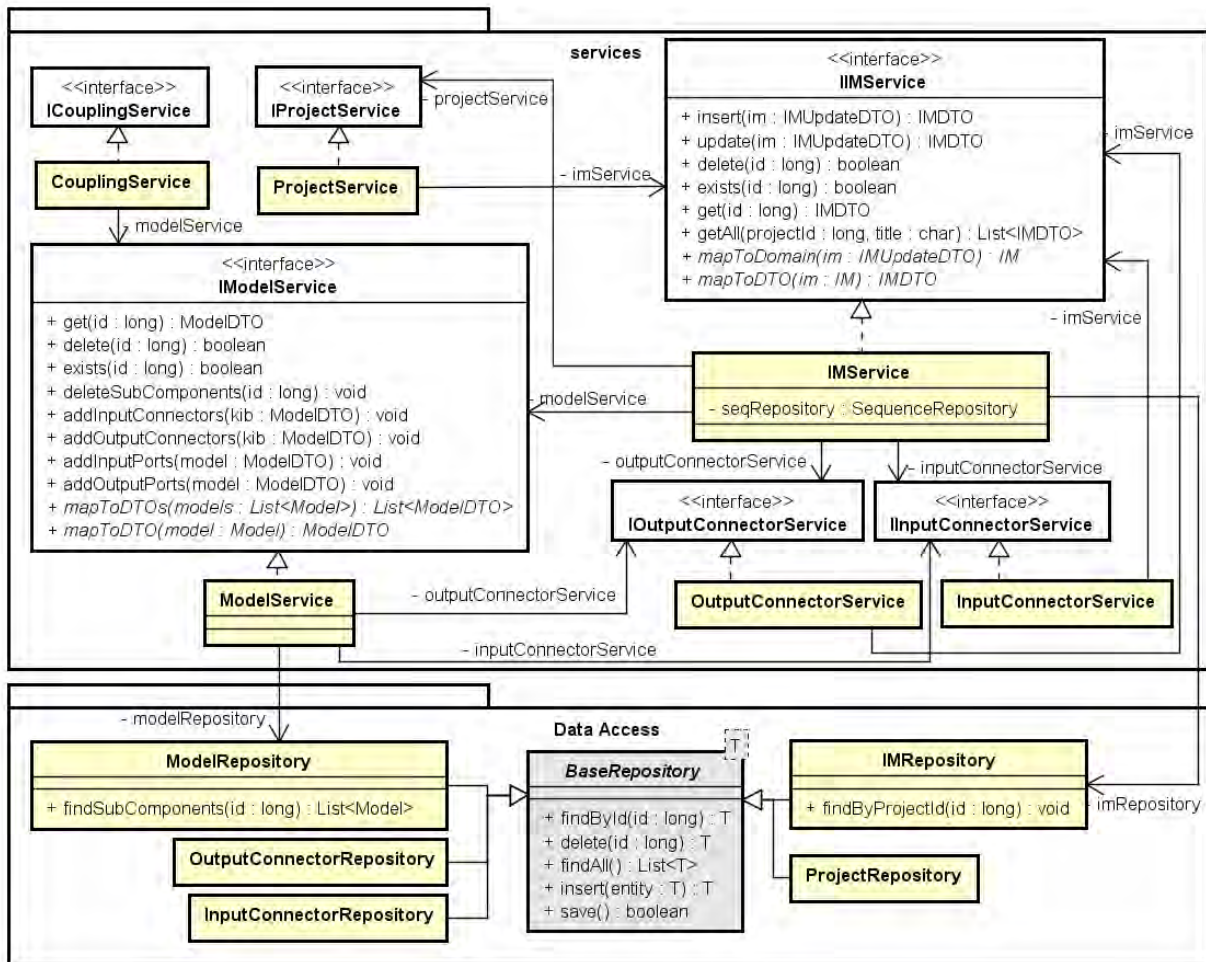 services
<<interface>>
ICouplingService
<<interface>>
IProjectService
- projectService
<<interface>>
IIMService
+ insert(im : IMUpdateDTO) : IMDTO
+ update(im : IMUpdateDTO) : IMDTO
+ delete(id : long) : boolean
+ exists(id : long) : boolean
+ get(id : long) : IMDTO
+ getAll(projectId : long, title : char) : List<IMDTO>
+ mapToDomain(im : IMUpdateDTO) : IM
+ mapToDTO(im : IM) : IMDTO
- imService
CouplingService
ProjectService
- imService
- modelService
<<interface>>
IModelService
+ get(id : long) : ModelDTO
+ delete(id : long) : boolean
+ exists(id : long) : boolean
+ deleteSubComponents(id : long) : void
+ addInputConnectors(kib : ModelDTO) : void
+ addOutputConnectors(kib : ModelDTO) : void
+ addInputPorts(model : ModelDTO) : void
+ addOutputPorts(model : ModelDTO) : void
+ mapToDTOs(models : List<Model>) : List<ModelDTO>
+ mapToDTO(model : Model) : ModelDTO
- imService
IMService
- seqRepository : SequenceRepository
- modelService
- outputConnectorService
- inputConnectorService
<<interface>>
IOutputConnectorService
<<interface>>
IInputConnectorService
ModelService
- outputConnectorService
OutputConnectorService
InputConnectorService
- inputConnectorService
- modelRepository
Data Access
T
ModelRepository
+ findSubComponents(id : long) : List<Model>
OutputConnectorRepository
InputConnectorRepository
BaseRepository
+ findById(id : long) : T
+ delete(id : long) : T
+ findAll() : List<T>
+ insert(entity : T) : T
+ save() : boolean
IMRepository
+ findByProjectId(id : long) : void
- imRepository
ProjectRepository